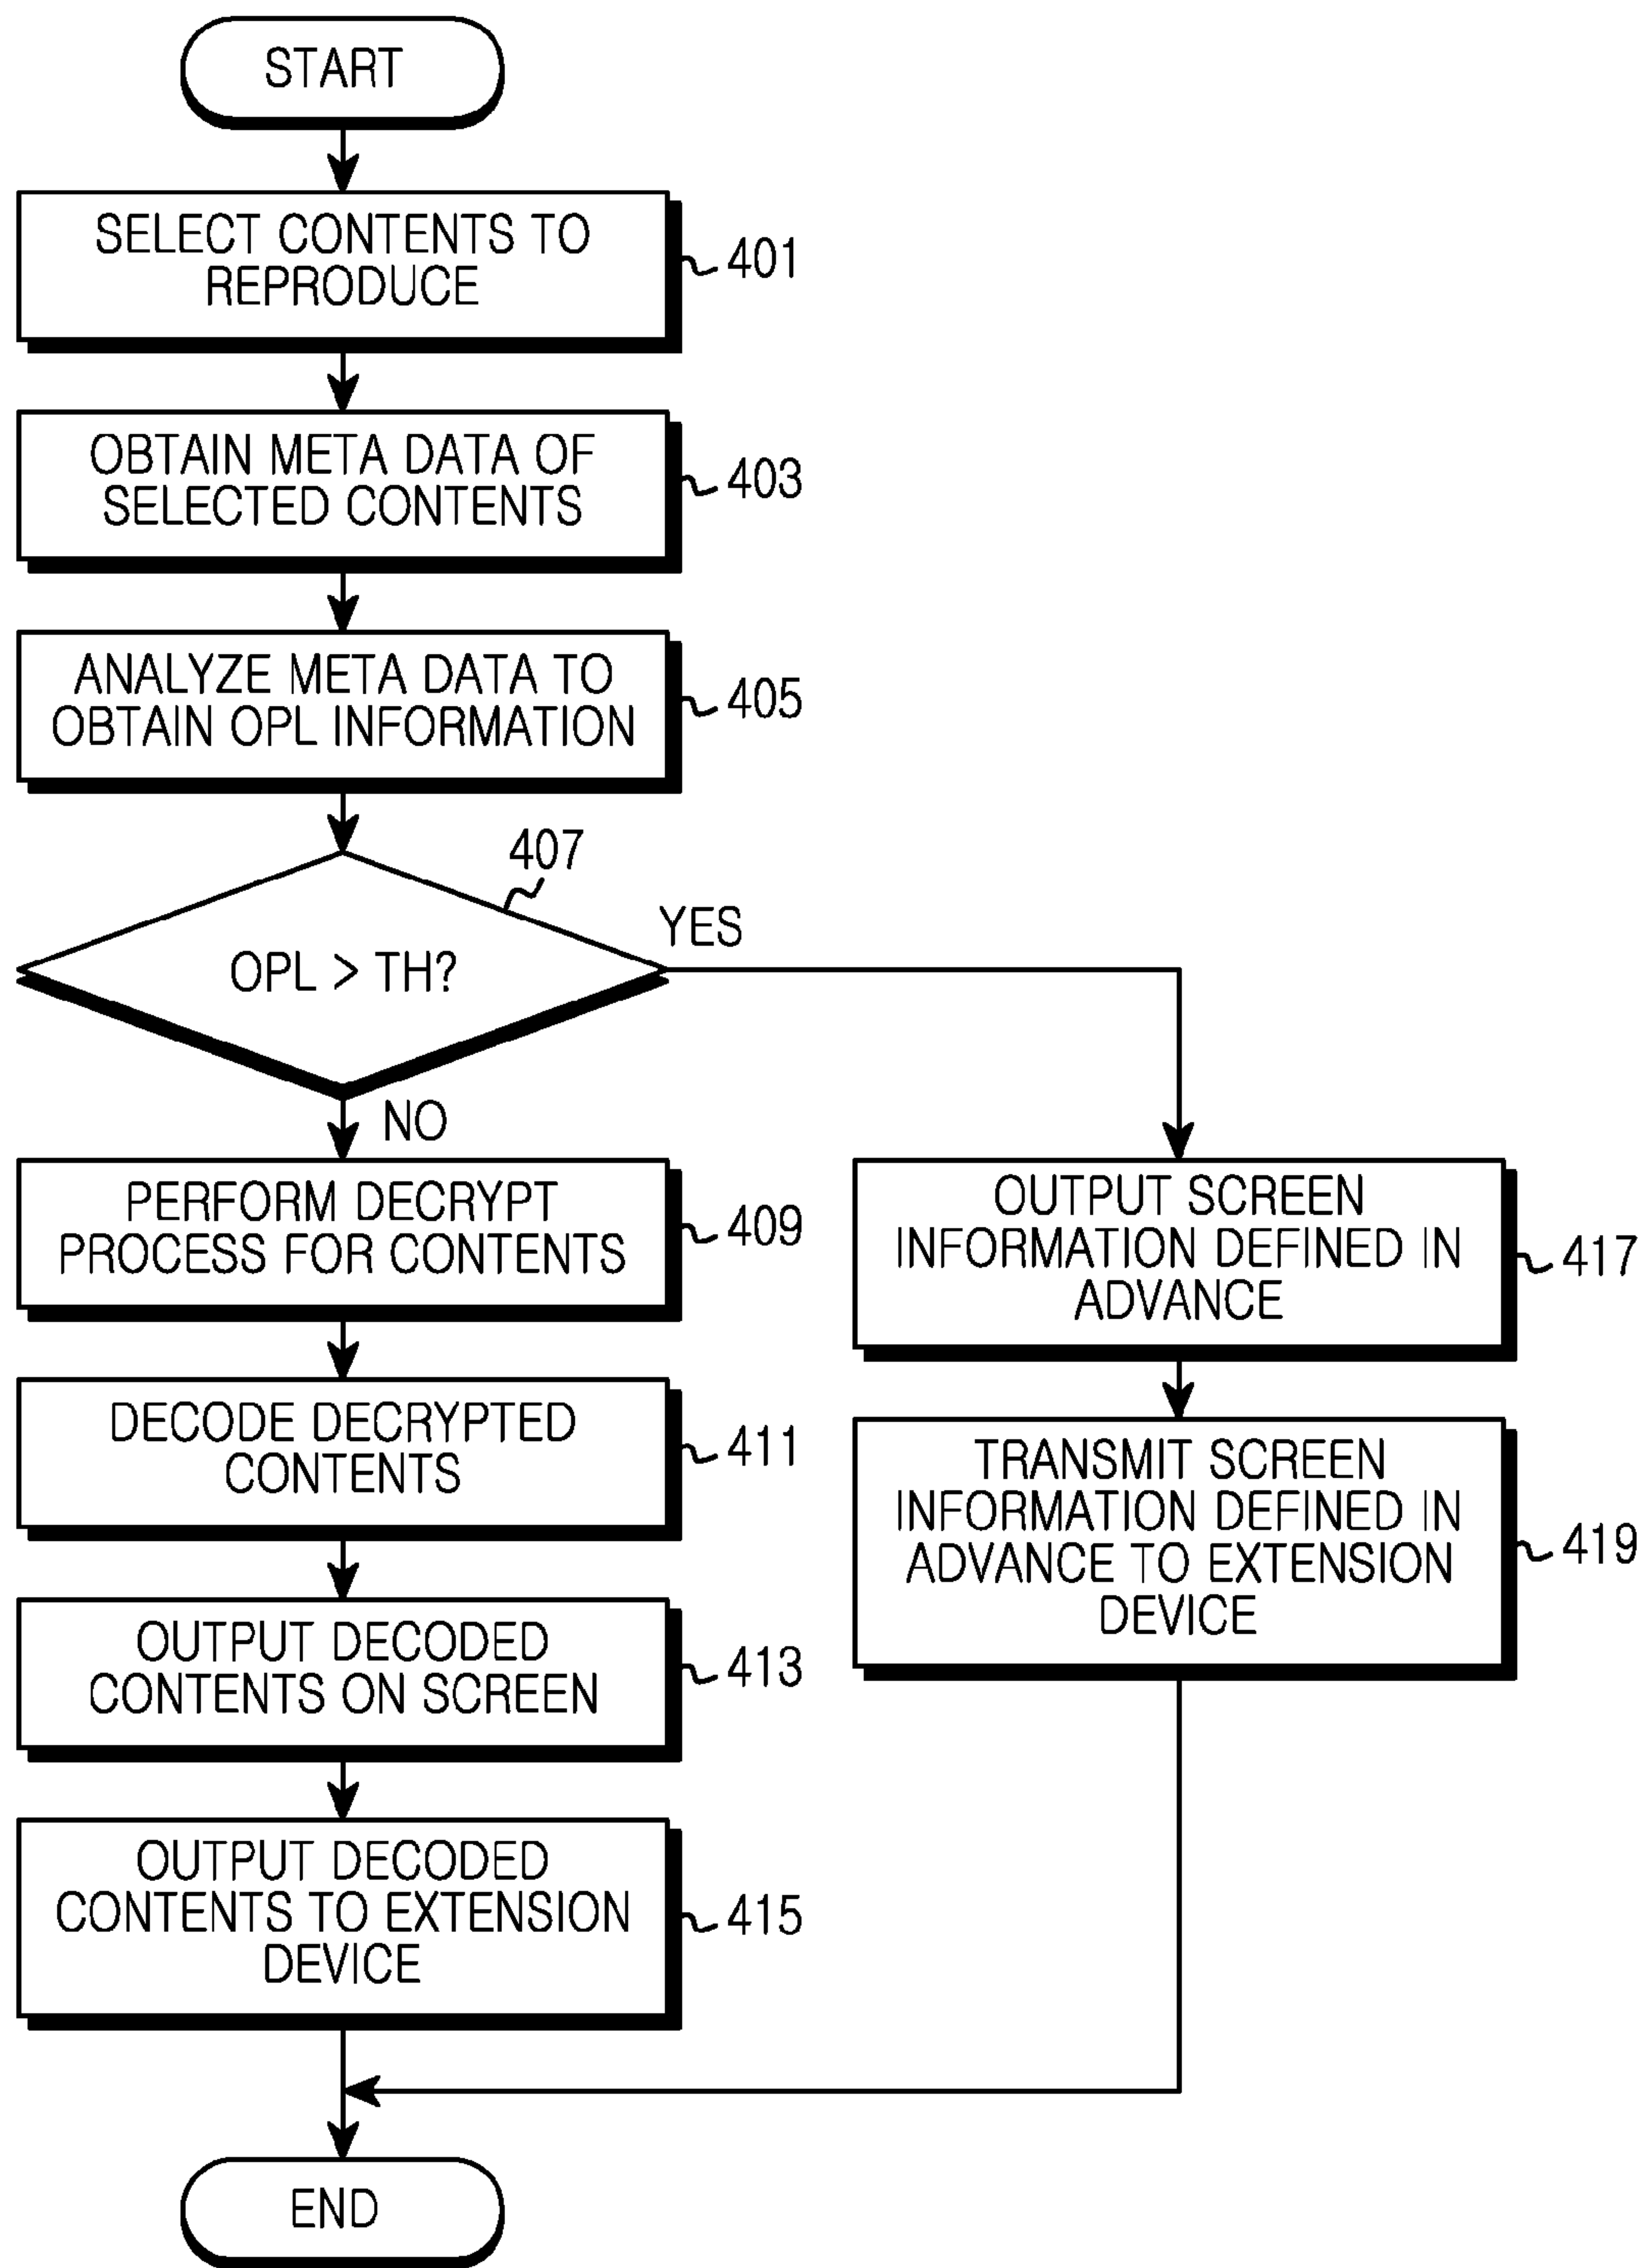 START
SELECT CONTENTS TO
REPRODUCE
401
OBTAIN META DATA OF
SELECTED CONTENTS
403
ANALYZE META DATA TO
OBTAIN OPL INFORMATION
405
407
OPL > TH?
YES
NO
PERFORM DECRYPT
PROCESS FOR CONTENTS
409
DECODE DECRYPTED
CONTENTS
411
OUTPUT DECODED
CONTENTS ON SCREEN
413
OUTPUT DECODED
CONTENTS TO EXTENSION
DEVICE
415
OUTPUT SCREEN
INFORMATION DEFINED IN
ADVANCE
417
TRANSMIT SCREEN
INFORMATION DEFINED IN
ADVANCE TO EXTENSION
DEVICE
419
END